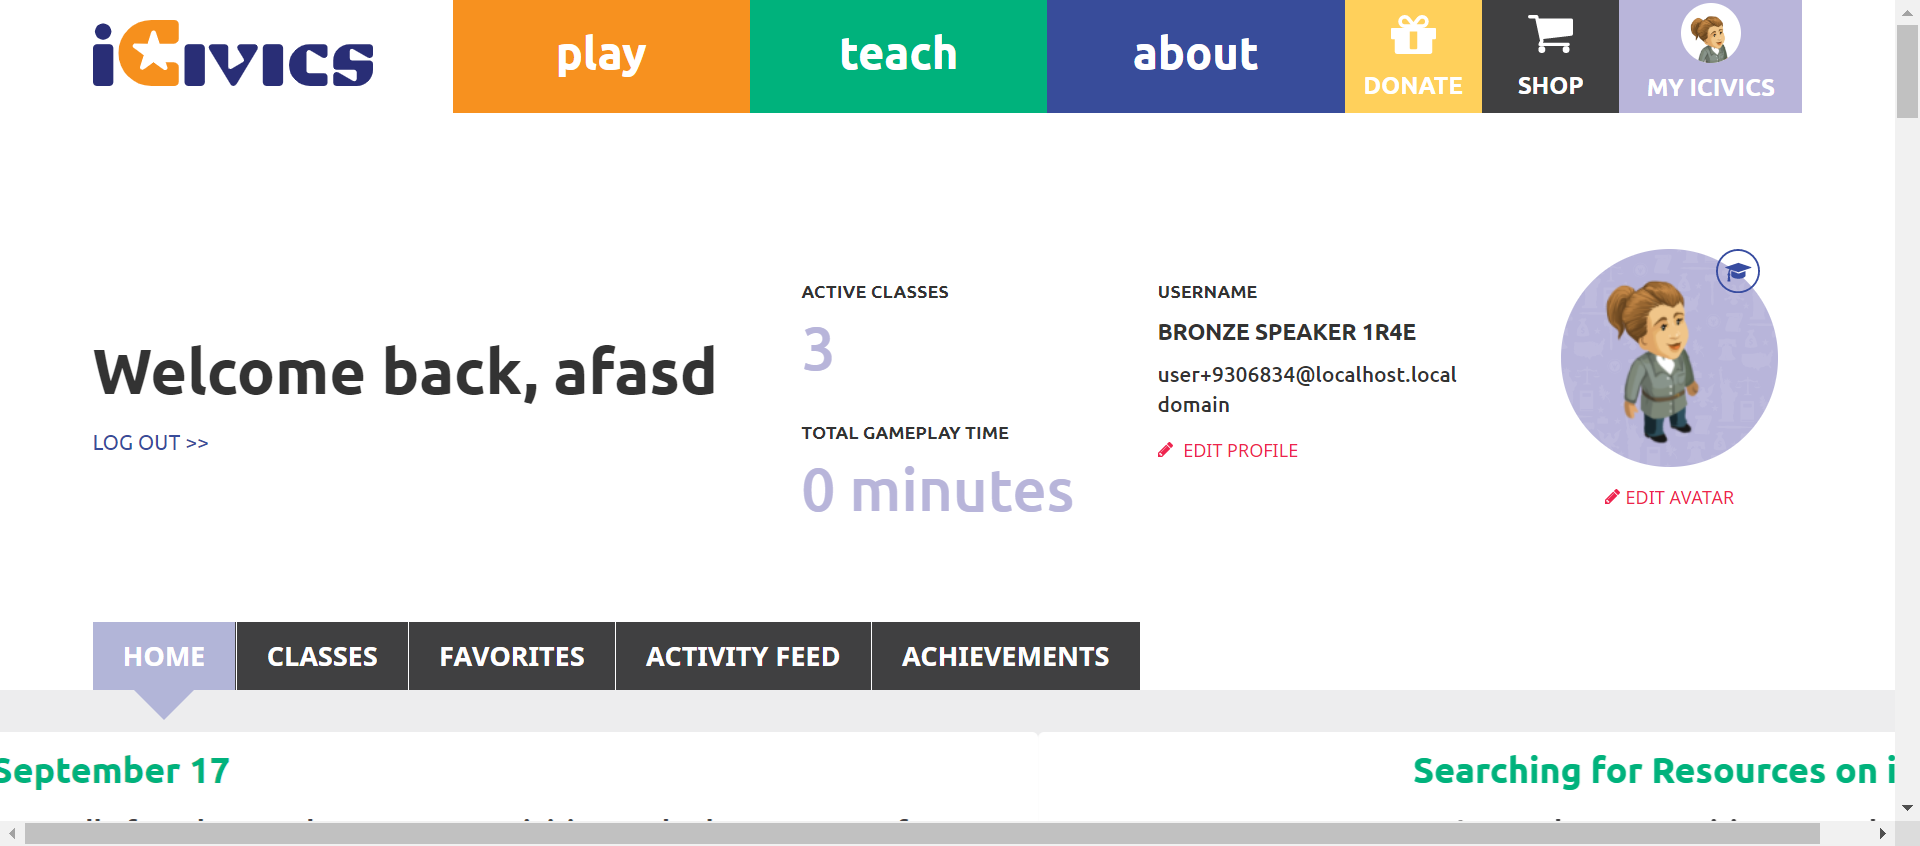 iCivics
play
teach
about
DONATE
SHOP
MY ICIVICS
Welcome back, afasd
LOG OUT >>
ACTIVE CLASSES
3
TOTAL GAMEPLAY TIME
0 minutes
USERNAME
BRONZE SPEAKER 1R4E
user+9306834@localhost.local
domain
EDIT PROFILE
EDIT AVATAR
HOME
CLASSES
FAVORITES
ACTIVITY FEED
ACHIEVEMENTS
September 17
Searching for Resources on i